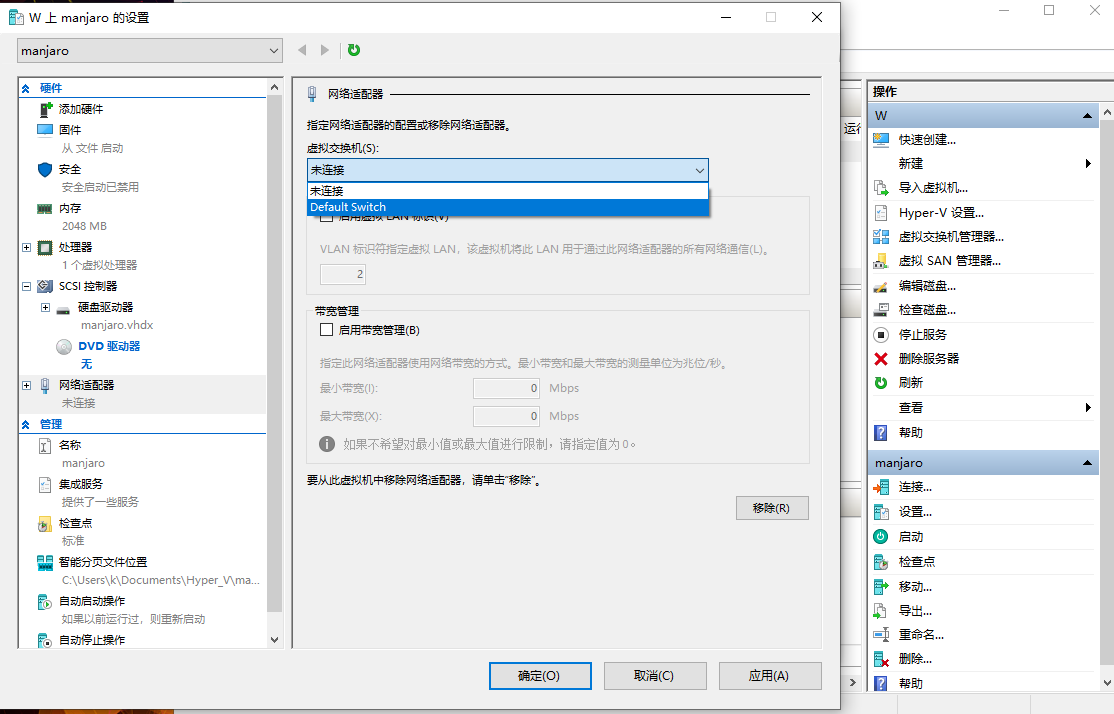 W 上 manjaro 的设置
manjaro
硬件
添加硬件
固件
从 文件 启动
安全
安全启动已禁用
内存
2048 MB
处理器
1 个虚拟处理器
SCSI 控制器
硬盘驱动器
manjaro.vhdx
DVD 驱动器
无
网络适配器
未连接
管理
名称
manjaro
集成服务
提供了一些服务
检查点
标准
智能分页文件位置
C:\Users\k\Documents\Hyper_V\ma...
自动启动操作
如果以前运行过，则重新启动
自动停止操作
网络适配器
指定网络适配器的配置或移除网络适配器。
虚拟交换机(S):
未连接
未连接
Default Switch
启用虚拟 LAN 标识(V)
VLAN 标识符指定虚拟 LAN，该虚拟机将此 LAN 用于通过此网络适配器的所有网络通信(L)。
2
带宽管理
启用带宽管理(B)
指定此网络适配器使用网络带宽的方式。最小带宽和最大带宽的测量单位为兆位/秒。
最小带宽(I):
0 Mbps
最大带宽(X):
0 Mbps
如果不希望对最小值或最大值进行限制，请指定值为 0。
要从此虚拟机中移除网络适配器，请单击“移除”。
移除(R)
确定(O)
取消(C)
应用(A)
运行
操作
W
快速创建...
新建
导入虚拟机...
Hyper-V 设置...
虚拟交换机管理器...
虚拟 SAN 管理器...
编辑磁盘...
检查磁盘...
停止服务
删除服务器
刷新
查看
帮助
manjaro
连接...
设置...
启动
检查点
移动...
导出...
重命名...
删除...
帮助